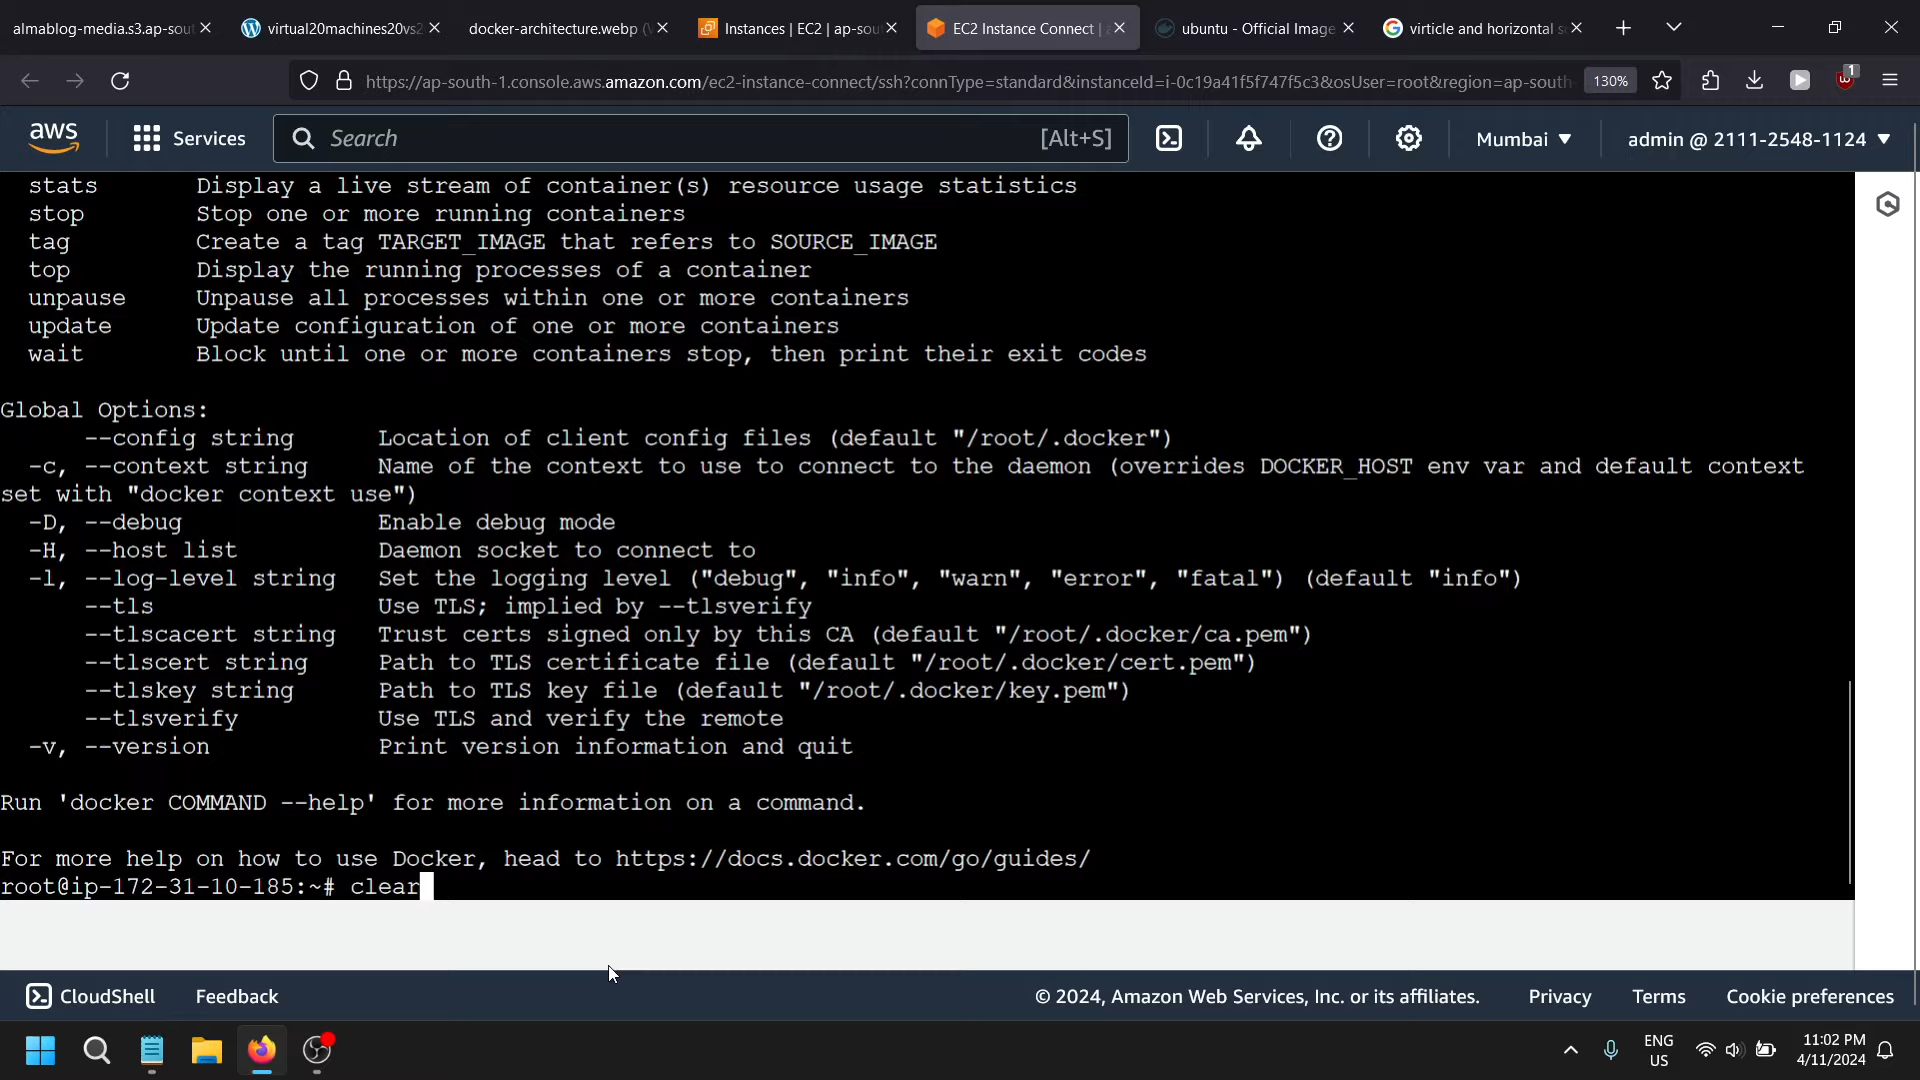 almablog-media.s3.ap-sout
virtual20machines20vs2
docker-architecture.webp (
Instances | EC2 | ap-sou
EC2 Instance Connect |
ubuntu - Official Image
virticle and horizontal s
https://ap-south-1.console.aws.amazon.com/ec2-instance-connect/ssh?connType=standard&instanceId=i-0c19a41f5f747f5c3&osUser=root&region=ap-south-
130%
1
aws
Services
Search
[Alt+S]
Mumbai
admin @ 2111-2548-1124
stats Display a live stream of container(s) resource usage statistics
stop Stop one or more running containers
tag Create a tag TARGET_IMAGE that refers to SOURCE_IMAGE
top Display the running processes of a container
unpause Unpause all processes within one or more containers
update Update configuration of one or more containers
wait Block until one or more containers stop, then print their exit codes
Global Options:
--config string Location of client config files (default "/root/.docker")
-c, --context string Name of the context to use to connect to the daemon (overrides DOCKER_HOST env var and default context
set with "docker context use")
-D, --debug Enable debug mode
-H, --host list Daemon socket to connect to
-l, --log-level string Set the logging level ("debug", "info", "warn", "error", "fatal") (default "info")
--tls Use TLS; implied by --tlsverify
--tlscacert string Trust certs signed only by this CA (default "/root/.docker/ca.pem")
--tlscert string Path to TLS certificate file (default "/root/.docker/cert.pem")
--tlskey string Path to TLS key file (default "/root/.docker/key.pem")
--tlsverify Use TLS and verify the remote
-v, --version Print version information and quit
Run 'docker COMMAND --help' for more information on a command.
For more help on how to use Docker, head to https://docs.docker.com/go/guides/
root@ip-172-31-10-185:~# clear
CloudShell
Feedback
© 2024, Amazon Web Services, Inc. or its affiliates.
Privacy
Terms
Cookie preferences
ENG
US
11:02 PM
4/11/2024